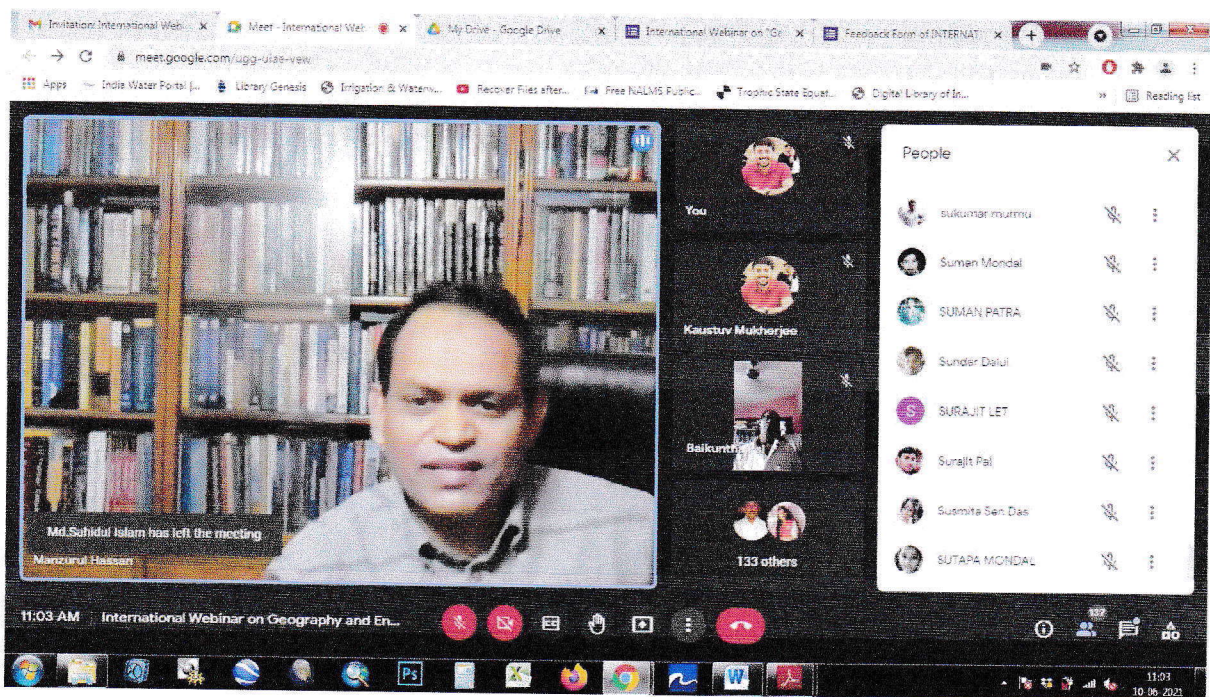 Invitation: International Web
Meet - International Web
My Drive - Google Drive
International Webinar on "Ge
Feedback Form of INTERNAT
meet.google.com/ugg-uiae-vew
Apps
India Water Portal |...
Library Genesis
Irrigation & Waterw...
Recover Files after...
Free NALMS Public...
Trophic State Equat...
Digital Library of In...
Reading list
You
Kaustuv Mukherjee
Baikunth
133 others
Md.Sahidul Islam has left the meeting
Manzurul Hassan
People
sukumar murmu
Suman Mondal
SUMAN PATRA
Sunder Dalui
S
SURAJIT LET
Surajit Pal
Susmita Sen Das
SUTAPA MONDAL
11:03 AM
International Webinar on Geography and En...
137
Ps
W
11:03
10-06-2021